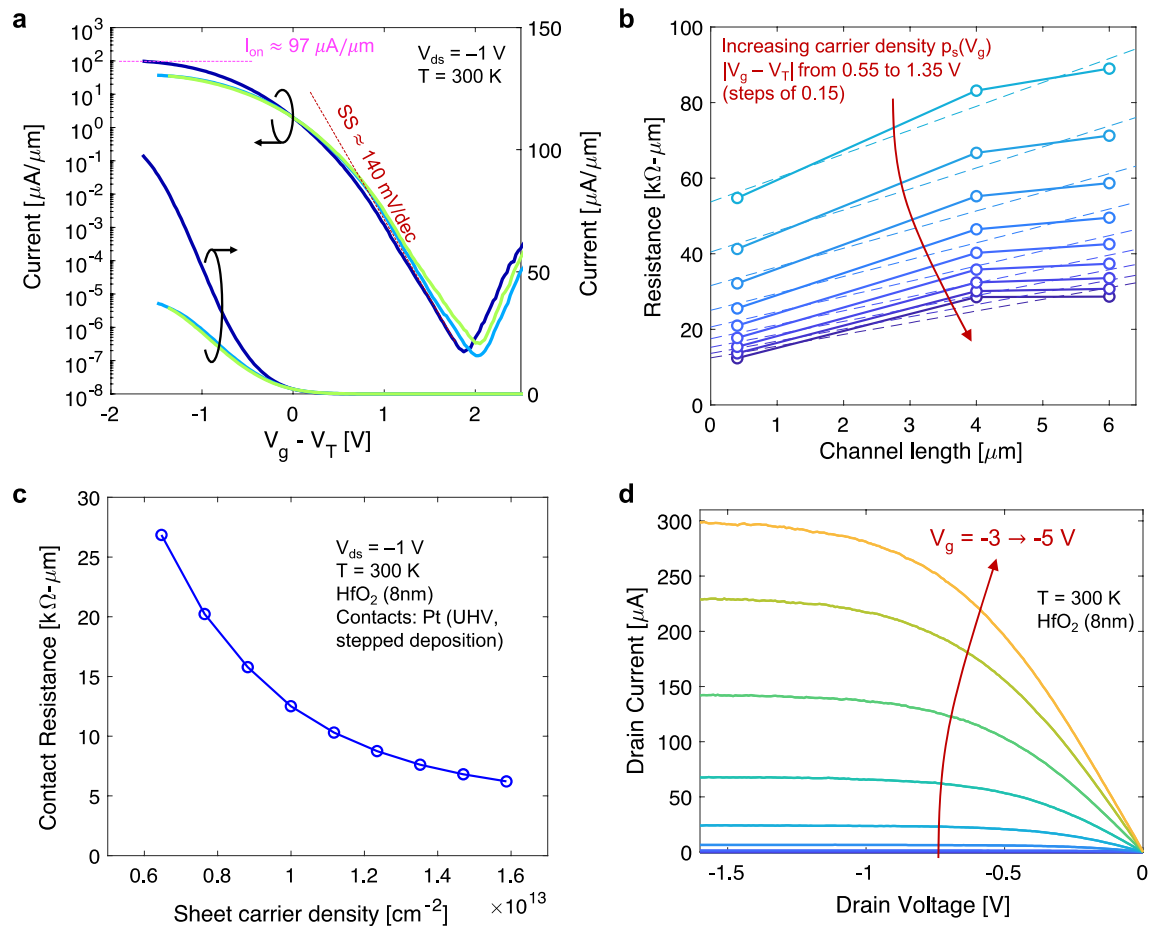 a
I_on ≈ 97 μA/μm
V_ds = −1 V
T = 300 K
SS ≈ 140 mV/dec
10^3
10^2
10^1
10^0
10^-1
10^-2
10^-3
10^-4
10^-5
10^-6
10^-7
10^-8
Current [μA/μm]
150
100
50
0
Current [μA/μm]
-2
-1
0
1
2
V_g - V_T [V]
b
Increasing carrier density p_s(V_g)
|V_g – V_T| from 0.55 to 1.35 V
(steps of 0.15)
100
80
60
40
20
0
Resistance [kΩ-μm]
0
1
2
3
4
5
6
Channel length [μm]
c
V_ds = −1 V
T = 300 K
HfO_2 (8nm)
Contacts: Pt (UHV,
stepped deposition)
30
25
20
15
10
5
0
Contact Resistance [kΩ-μm]
0.6
0.8
1.0
1.2
1.4
1.6
× 10^13
Sheet carrier density [cm^-2]
d
V_g = -3 → -5 V
T = 300 K
HfO_2 (8nm)
300
250
200
150
100
50
0
Drain Current [μA]
-1.5
-1
-0.5
0
Drain Voltage [V]